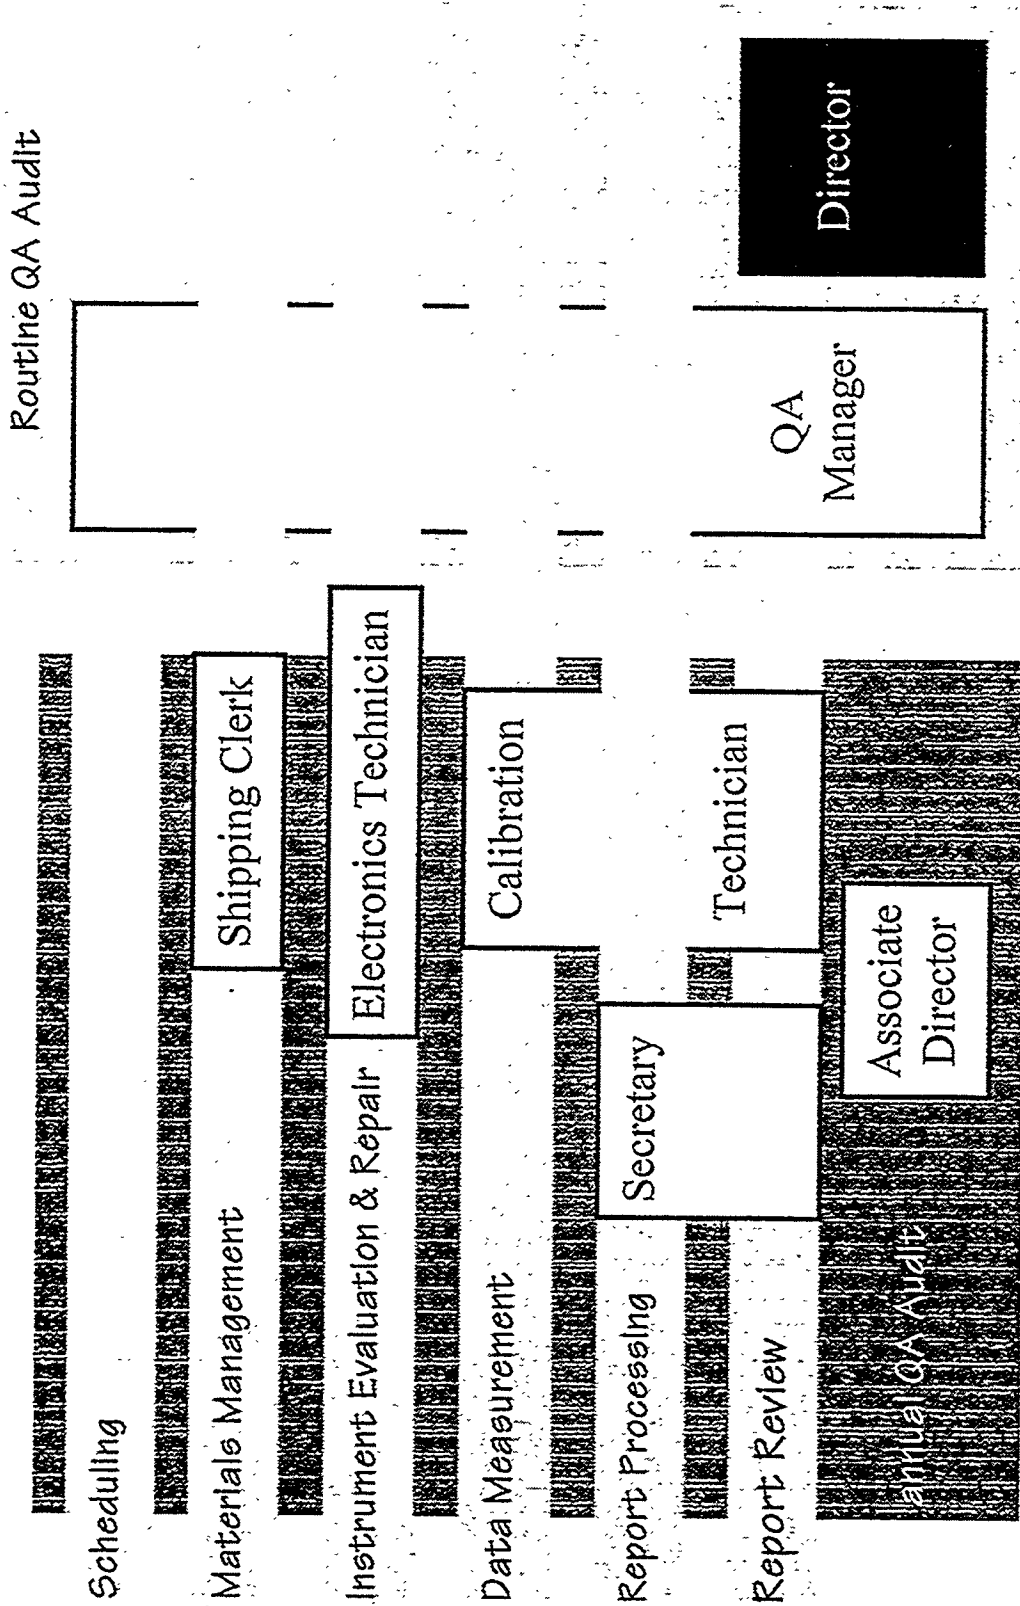 Routine QA Audit
Scheduling
Materials Management
Shipping Clerk
Instrument Evaluation & Repair
Electronics Technician
Data Measurement
Calibration
Report Processing
Secretary
Report Review
Technician
QA
Manager
Director
Associate
Director
annual QA Audit